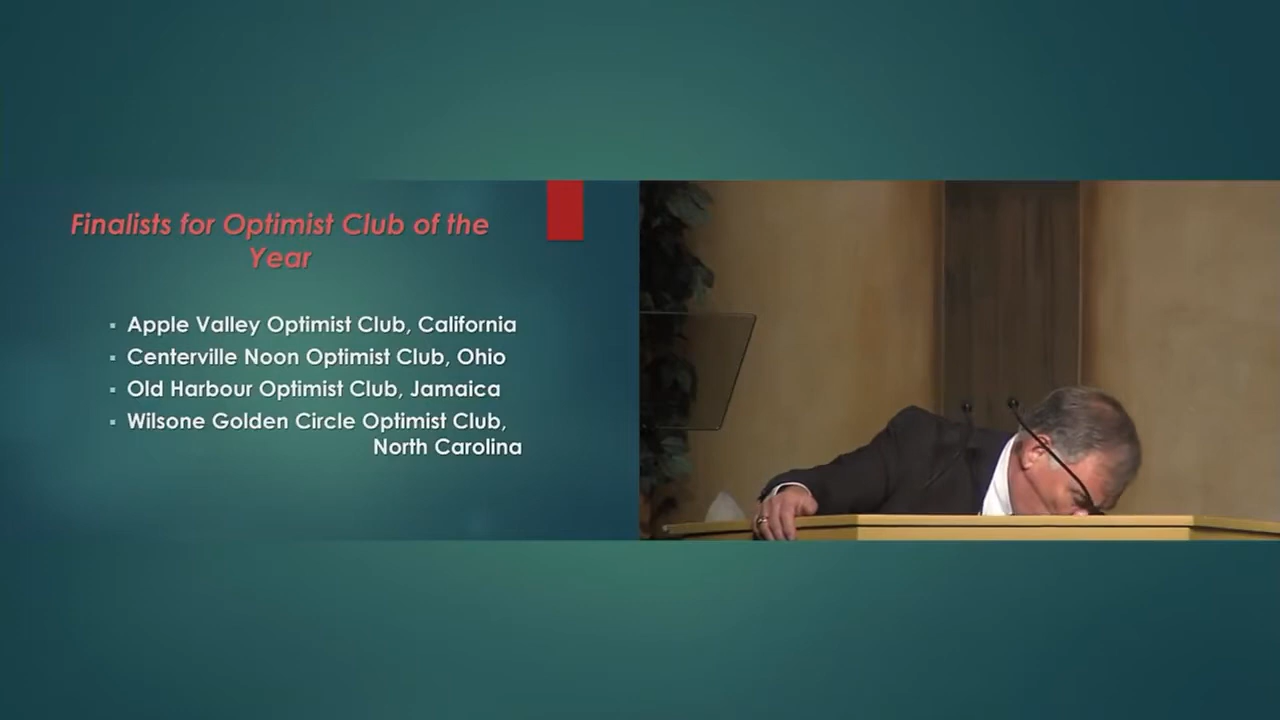 Finalists for Optimist Club of the
Year
▪ Apple Valley Optimist Club, California
▪ Centerville Noon Optimist Club, Ohio
▪ Old Harbour Optimist Club, Jamaica
▪ Wilsone Golden Circle Optimist Club,
North Carolina